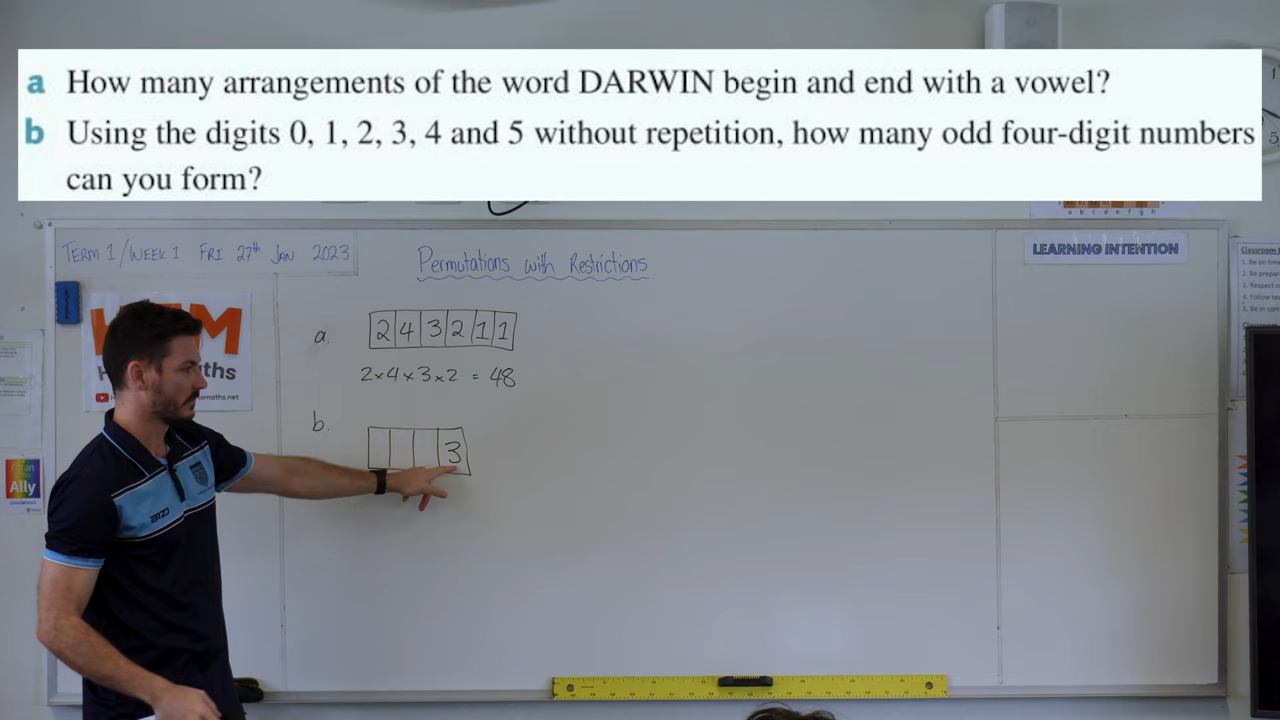 a How many arrangements of the word DARWIN begin and end with a vowel?
b Using the digits 0, 1, 2, 3, 4 and 5 without repetition, how many odd four-digit numbers
can you form?
a b c d e f g h
TERM 1 / WEEK 1 FRI 27th JAN 2023
Permutations with Restrictions
LEARNING INTENTION
a. 2 4 3 2 1 1
2×4×3×2 = 48
b.
3
I'm an
Ally